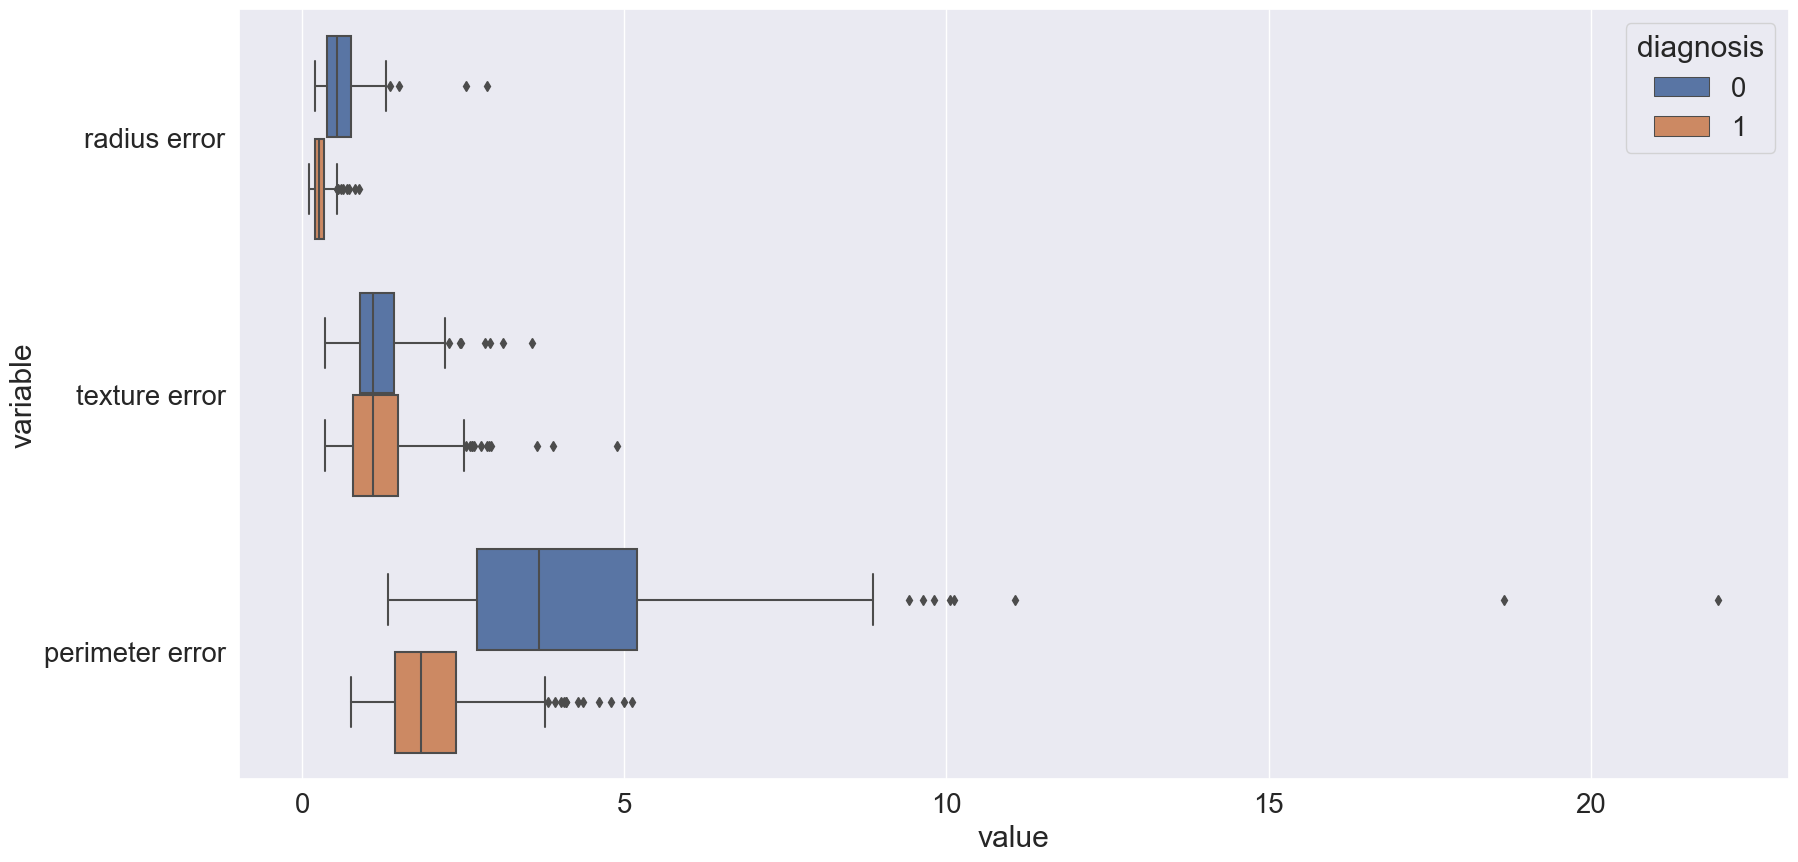 diagnosis
0
1
radius error
texture error
perimeter error
variable
0 5 10 15 20
value